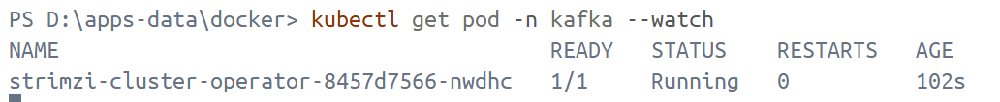 PS D:\apps-data\docker> kubectl get pod -n kafka --watch
NAME READY STATUS RESTARTS AGE
strimzi-cluster-operator-8457d7566-nwdhc 1/1 Running 0 102s